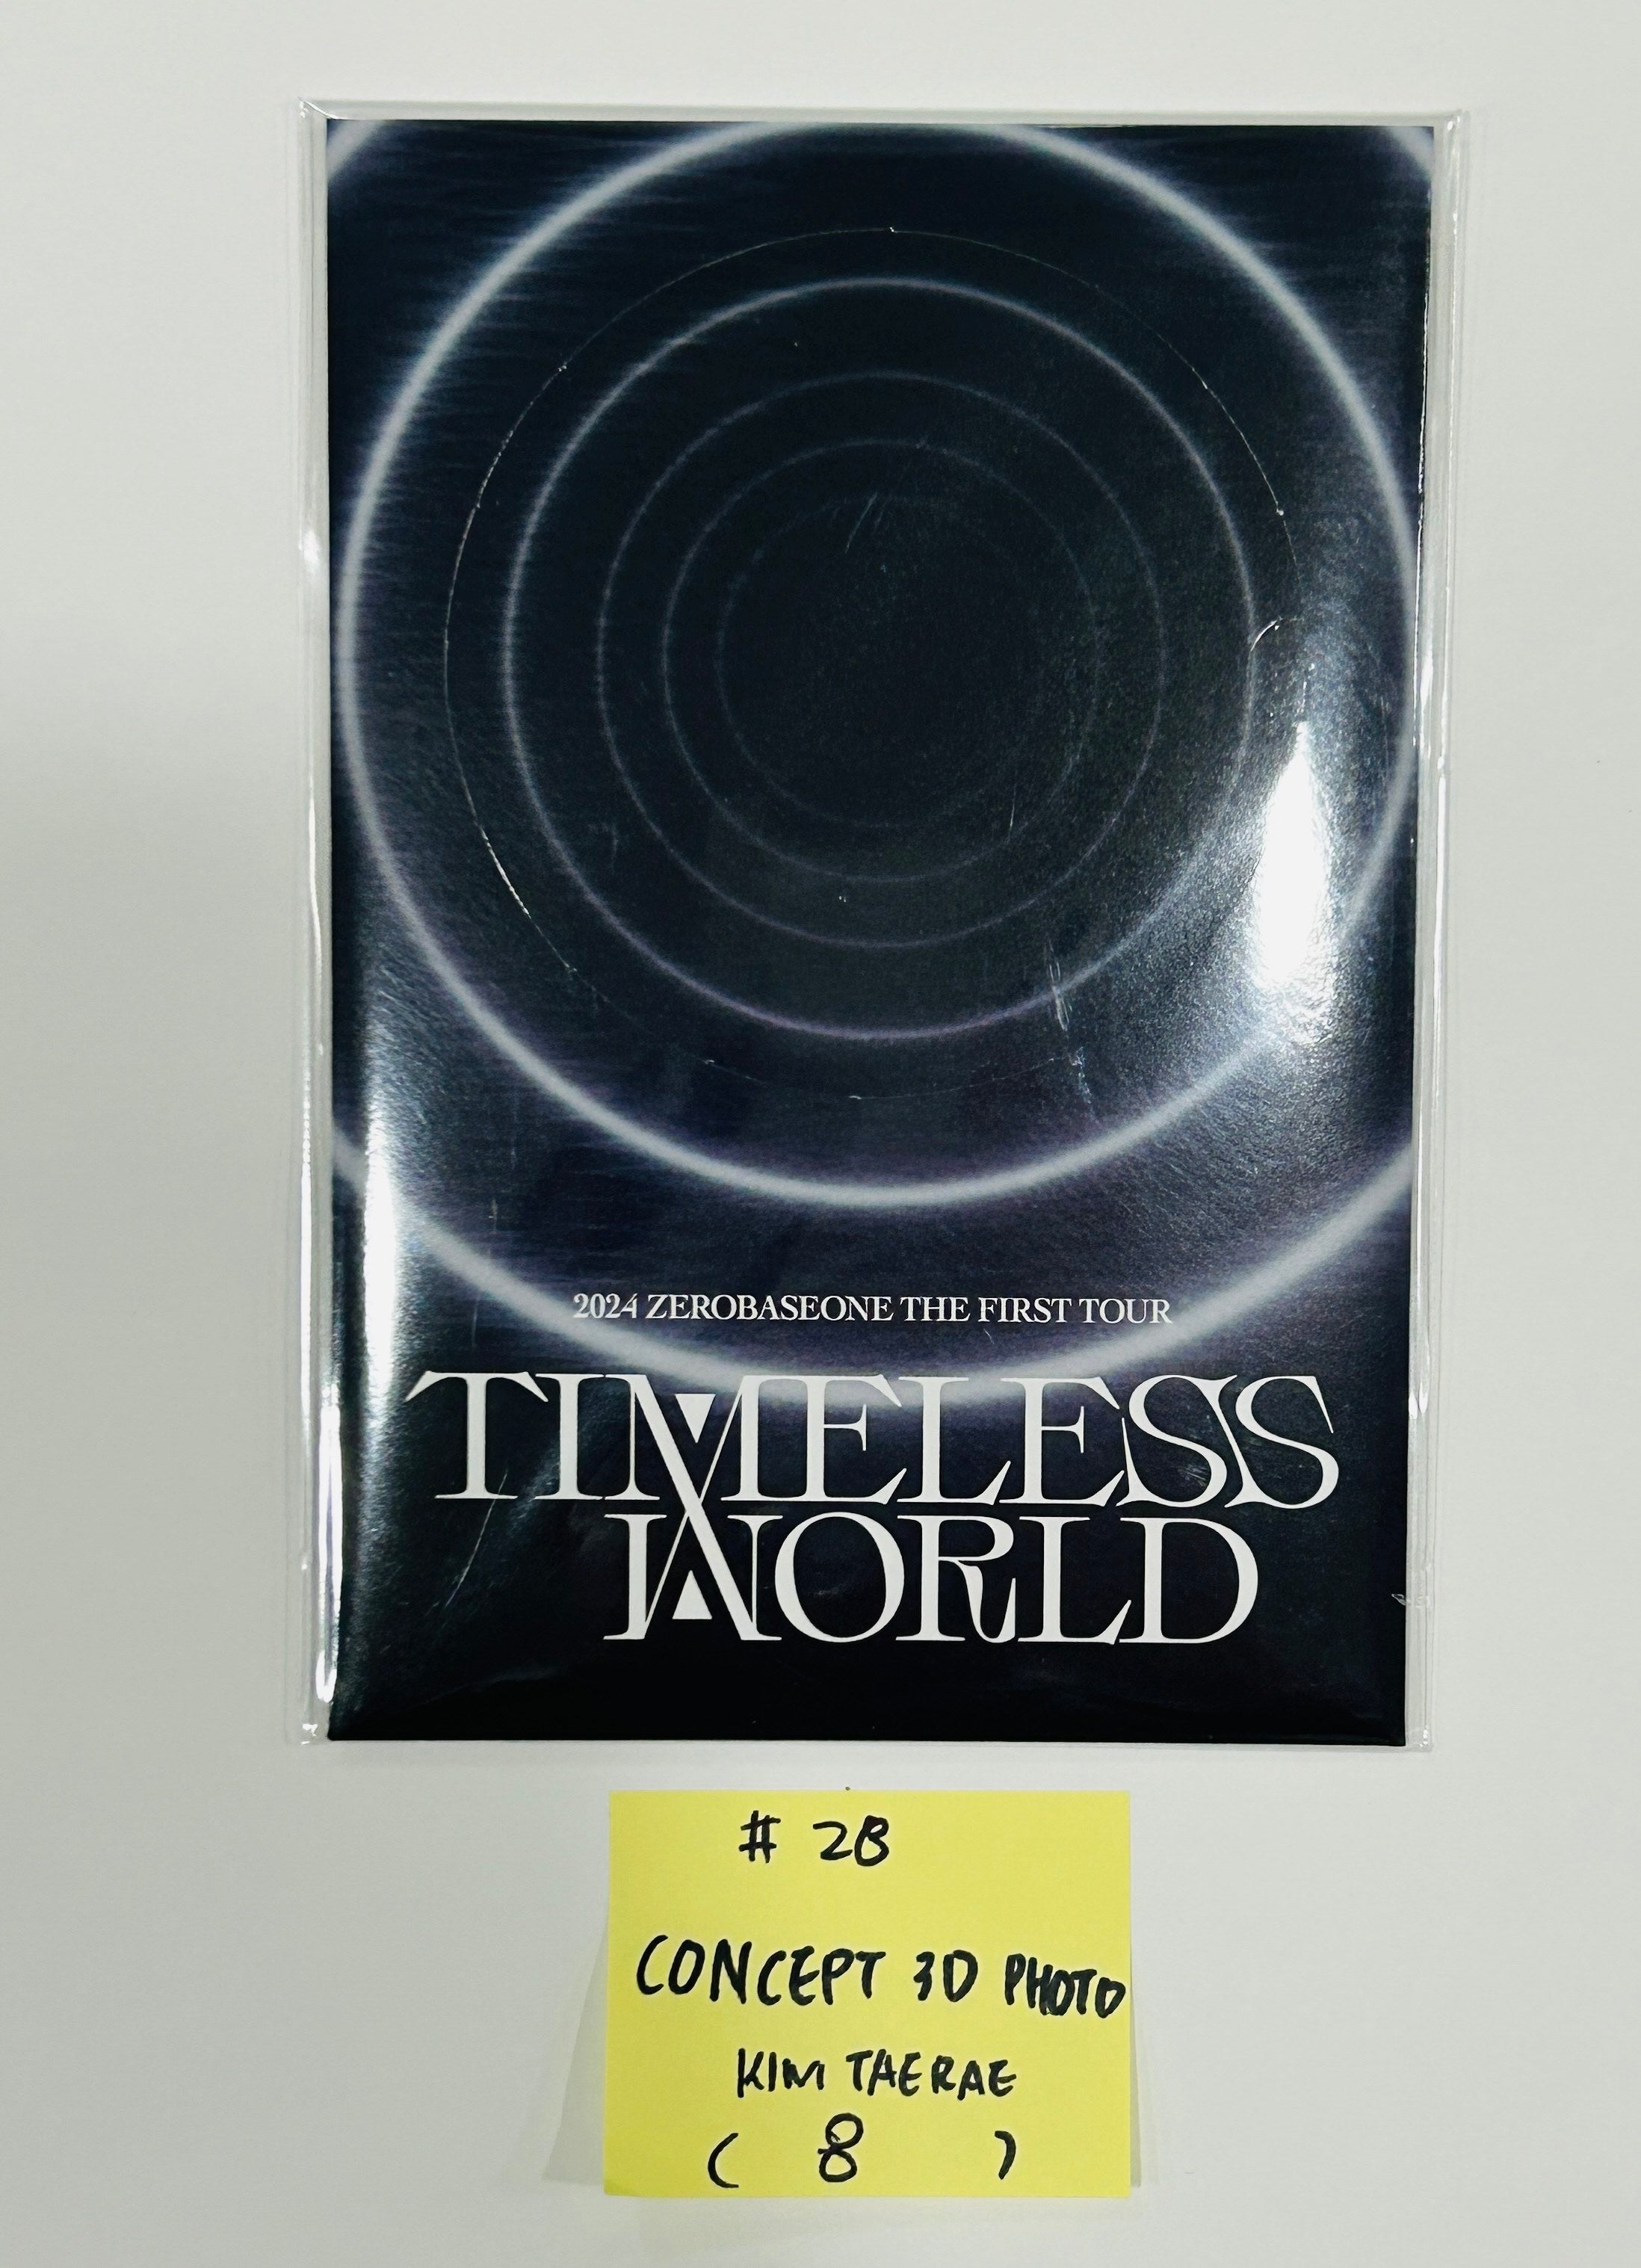 2024 ZEROBASEONE THE FIRST TOUR
TIMELESS
WORLD
# 28
CONCEPT 3D PHOTO
KIM TAERAE
( 8 )